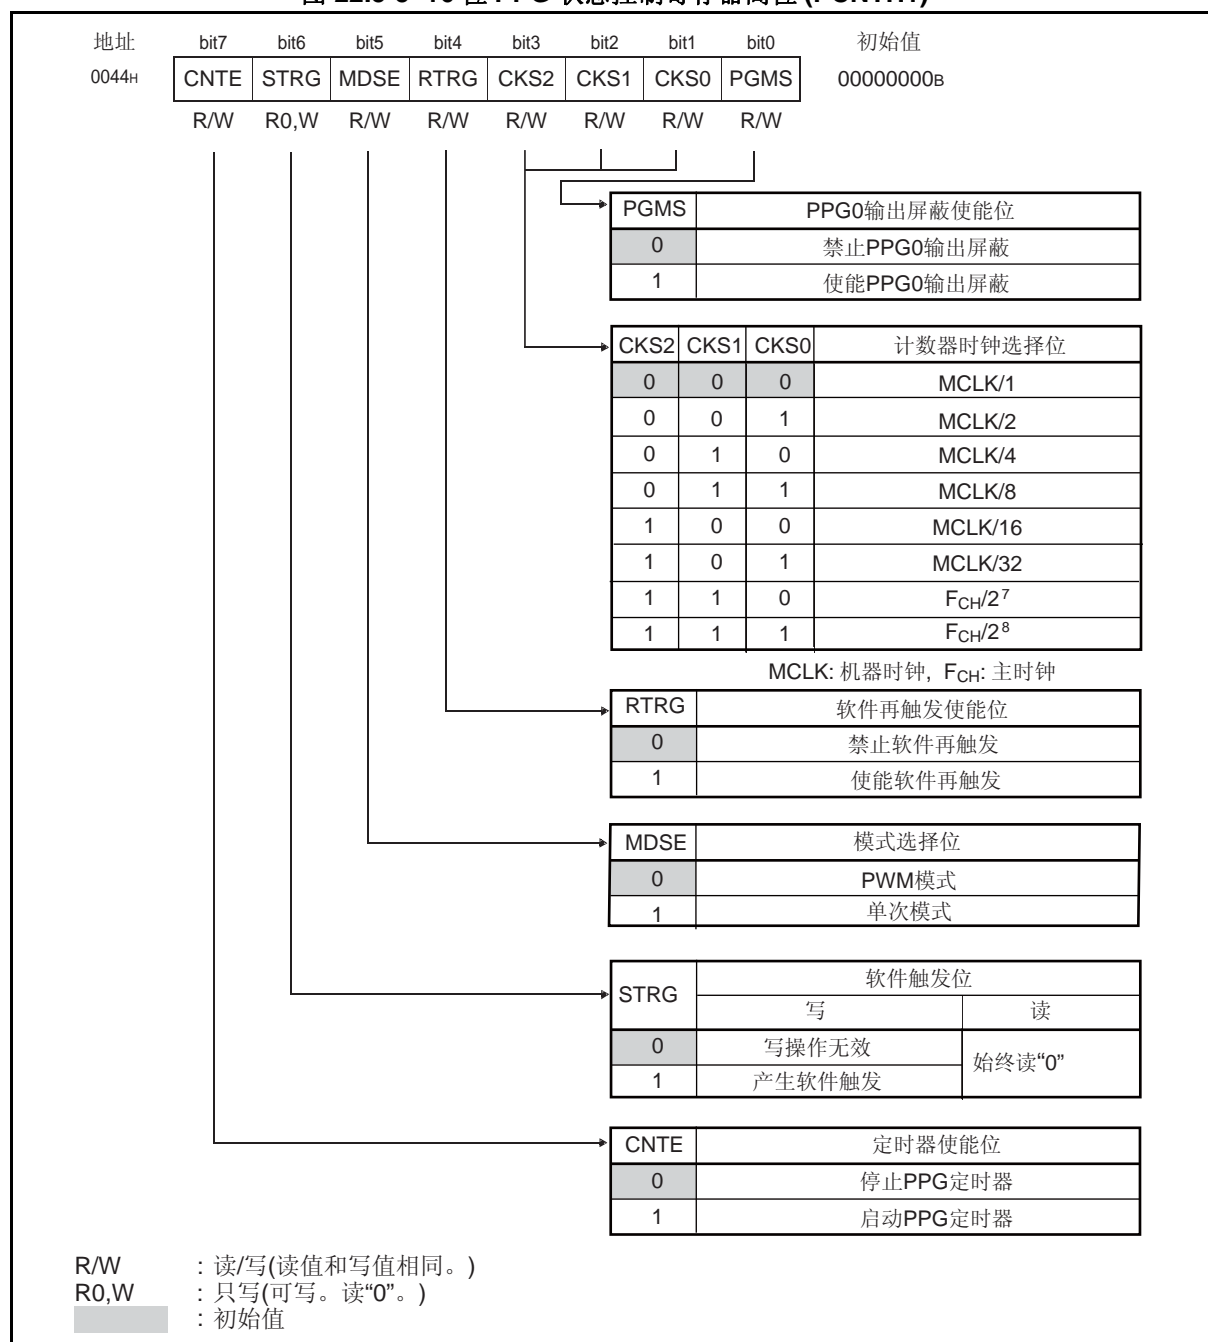 地址 bit7 bit6 bit5 bit4 bit3 bit2 bit1 bit0 初始值
0044H CNTE STRG MDSE RTRG CKS2 CKS1 CKS0 PGMS 00000000B
R/W R0,W R/W R/W R/W R/W R/W R/W
PGMS PPG0输出屏蔽使能位
0 禁止PPG0输出屏蔽
1 使能PPG0输出屏蔽
CKS2 CKS1 CKS0 计数器时钟选择位
0 0 0 MCLK/1
0 0 1 MCLK/2
0 1 0 MCLK/4
0 1 1 MCLK/8
1 0 0 MCLK/16
1 0 1 MCLK/32
1 1 0 FCH/2⁷
1 1 1 FCH/2⁸
MCLK: 机器时钟, FCH: 主时钟
RTRG 软件再触发使能位
0 禁止软件再触发
1 使能软件再触发
MDSE 模式选择位
0 PWM模式
1 单次模式
STRG 软件触发位
写 读
0 写操作无效 始终读“0”
1 产生软件触发
CNTE 定时器使能位
0 停止PPG定时器
1 启动PPG定时器
R/W : 读/写(读值和写值相同。)
R0,W : 只写(可写。读“0”。)
: 初始值